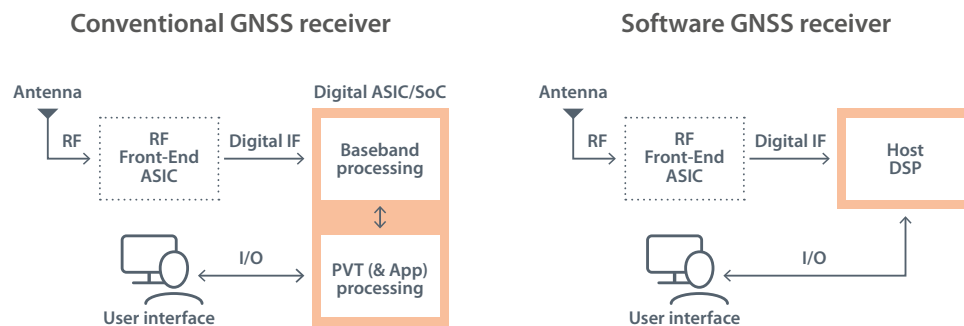 Conventional GNSS receiver
Antenna
RF
RF
Front-End
ASIC
Digital IF
Digital ASIC/SoC
Baseband
processing
PVT (& App)
processing
I/O
User interface
Software GNSS receiver
Antenna
RF
RF
Front-End
ASIC
Digital IF
Host
DSP
I/O
User interface